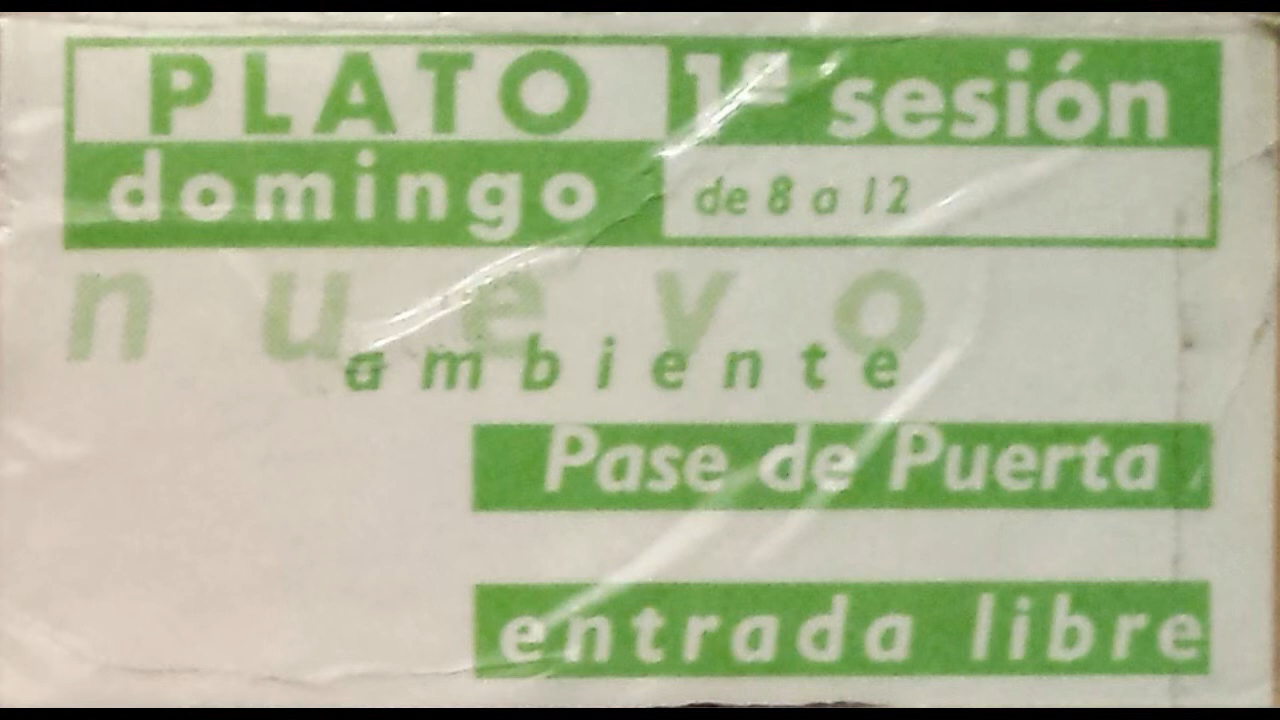 PLATO 1ª sesión
domingo de 8 a 12
nuevo
ambiente
Pase de Puerta
entrada libre